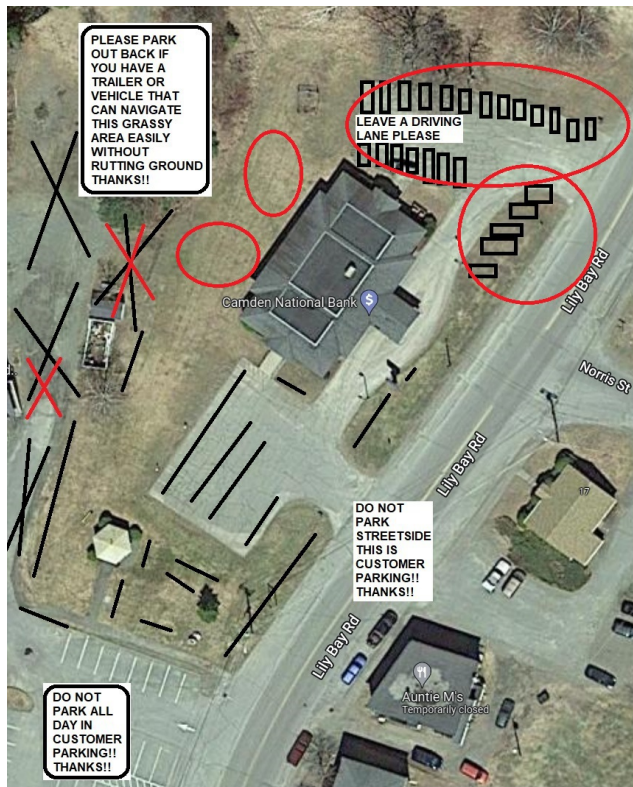 PLEASE PARK
OUT BACK IF
YOU HAVE A
TRAILER OR
VEHICLE THAT
CAN NAVIGATE
THIS GRASSY
AREA EASILY
WITHOUT
RUTTING GROUND
THANKS!!
LEAVE A DRIVING
LANE PLEASE
Camden National Bank
$
Lily Bay Rd
Norris St
Lily Bay Rd
17
DO NOT
PARK
STREETSIDE
THIS IS
CUSTOMER
PARKING!!
THANKS!!
Lily Bay Rd
Auntie M's
Temporarily closed
DO NOT
PARK ALL
DAY IN
CUSTOMER
PARKING!!
THANKS!!